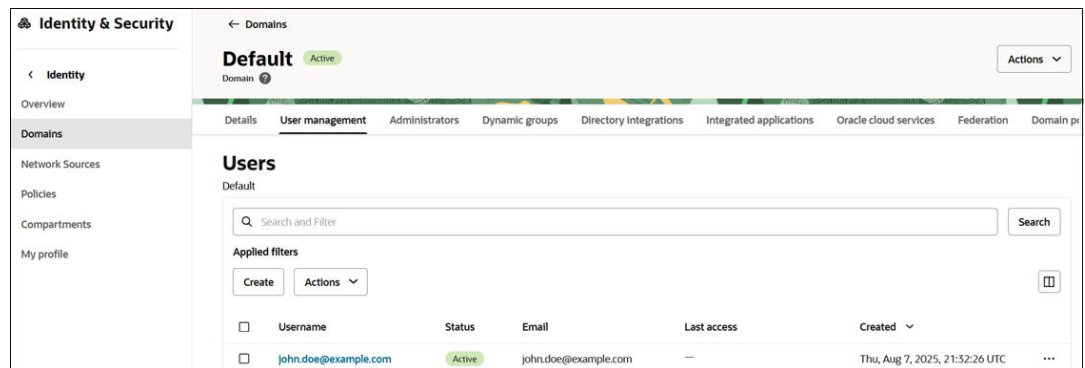 Identity & Security
Identity
Overview
Domains
Network Sources
Policies
Compartments
My profile
Domains
Default Active
Domain
Actions
Details User management Administrators Dynamic groups Directory integrations Integrated applications Oracle cloud services Federation Domain
Users
Default
Search and Filter Search
Applied filters
Create Actions
Username Status Email Last access Created
john.doe@example.com Active john.doe@example.com — Thu, Aug 7, 2025, 21:32:26 UTC ...